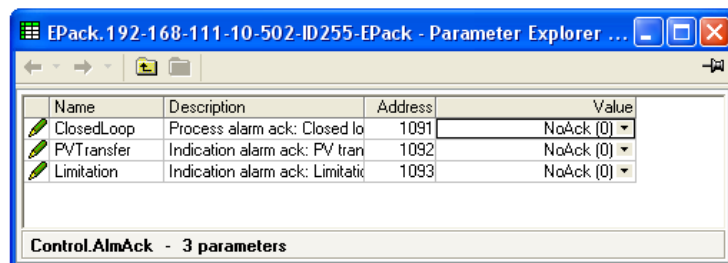 EPack.192-168-111-10-502-ID255-EPack - Parameter Explorer ...
Name Description Address Value
ClosedLoop Process alarm ack: Closed lo 1091 NoAck (0)
PVTransfer Indication alarm ack: PV tran 1092 NoAck (0)
Limitation Indication alarm ack: Limitatic 1093 NoAck (0)
Control.AlmAck - 3 parameters